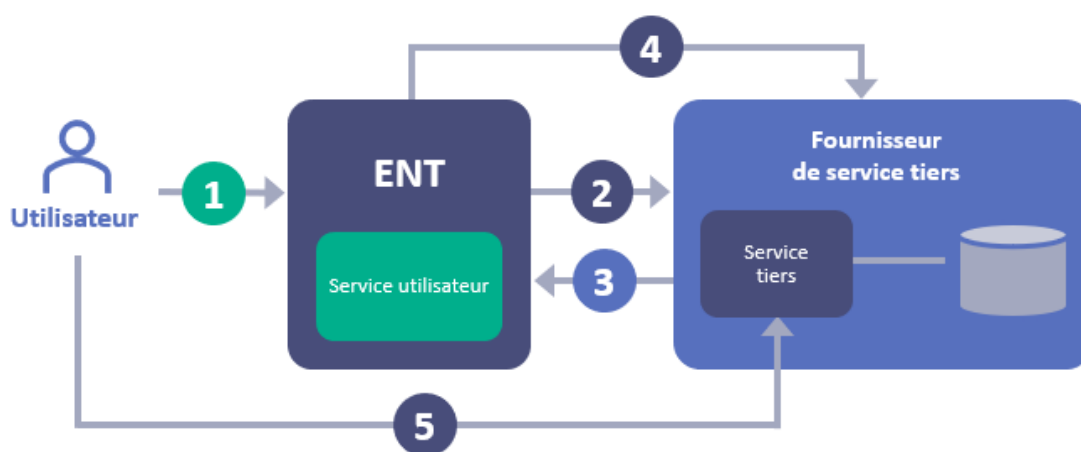 4
Fournisseur
de service tiers
ENT
1
2
Utilisateur
Service
tiers
Service utilisateur
3
5